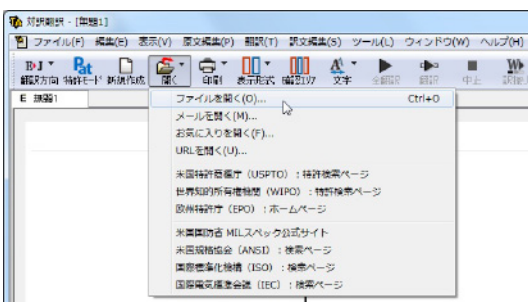 対訳翻訳 - [無題1]
ファイル(F) 編集(E) 表示(V) 原文編集(P) 翻訳(T) 訳文編集(S) ツール(L) ウィンドウ(W) ヘルプ(H)
E›J Pat
翻訳方向 特許モード 新規作成 開く 印刷 表示形式 確認エリア 文字 全翻訳 翻訳 中止
E 無題1
ファイルを開く(O)... Ctrl+O
メールを開く(M)...
お気に入りを開く(F)...
URLを開く(U)...
米国特許商標庁 (USPTO) : 特許検索ページ
世界知的所有権機関 (WIPO) : 特許検索ページ
欧州特許庁 (EPO) : ホームページ
米国国防省 MILスペック公式サイト
米国規格協会 (ANSI) : 検索ページ
国際標準化機構 (ISO) : 検索ページ
国際電気標準会議 (IEC) : 検索ページ